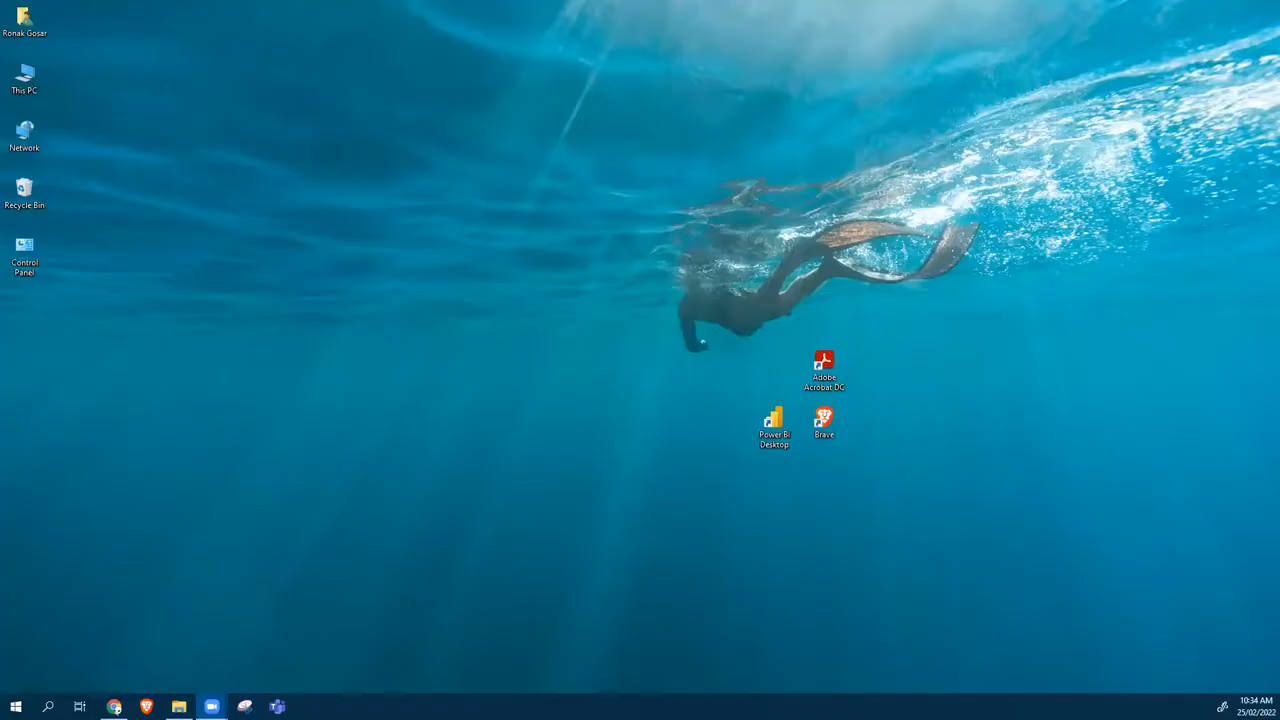 Ronak Gosar
This PC
Network
Recycle Bin
Control
Panel
Adobe
Acrobat DC
Power BI
Desktop
Brave
10:34 AM
25/02/2022